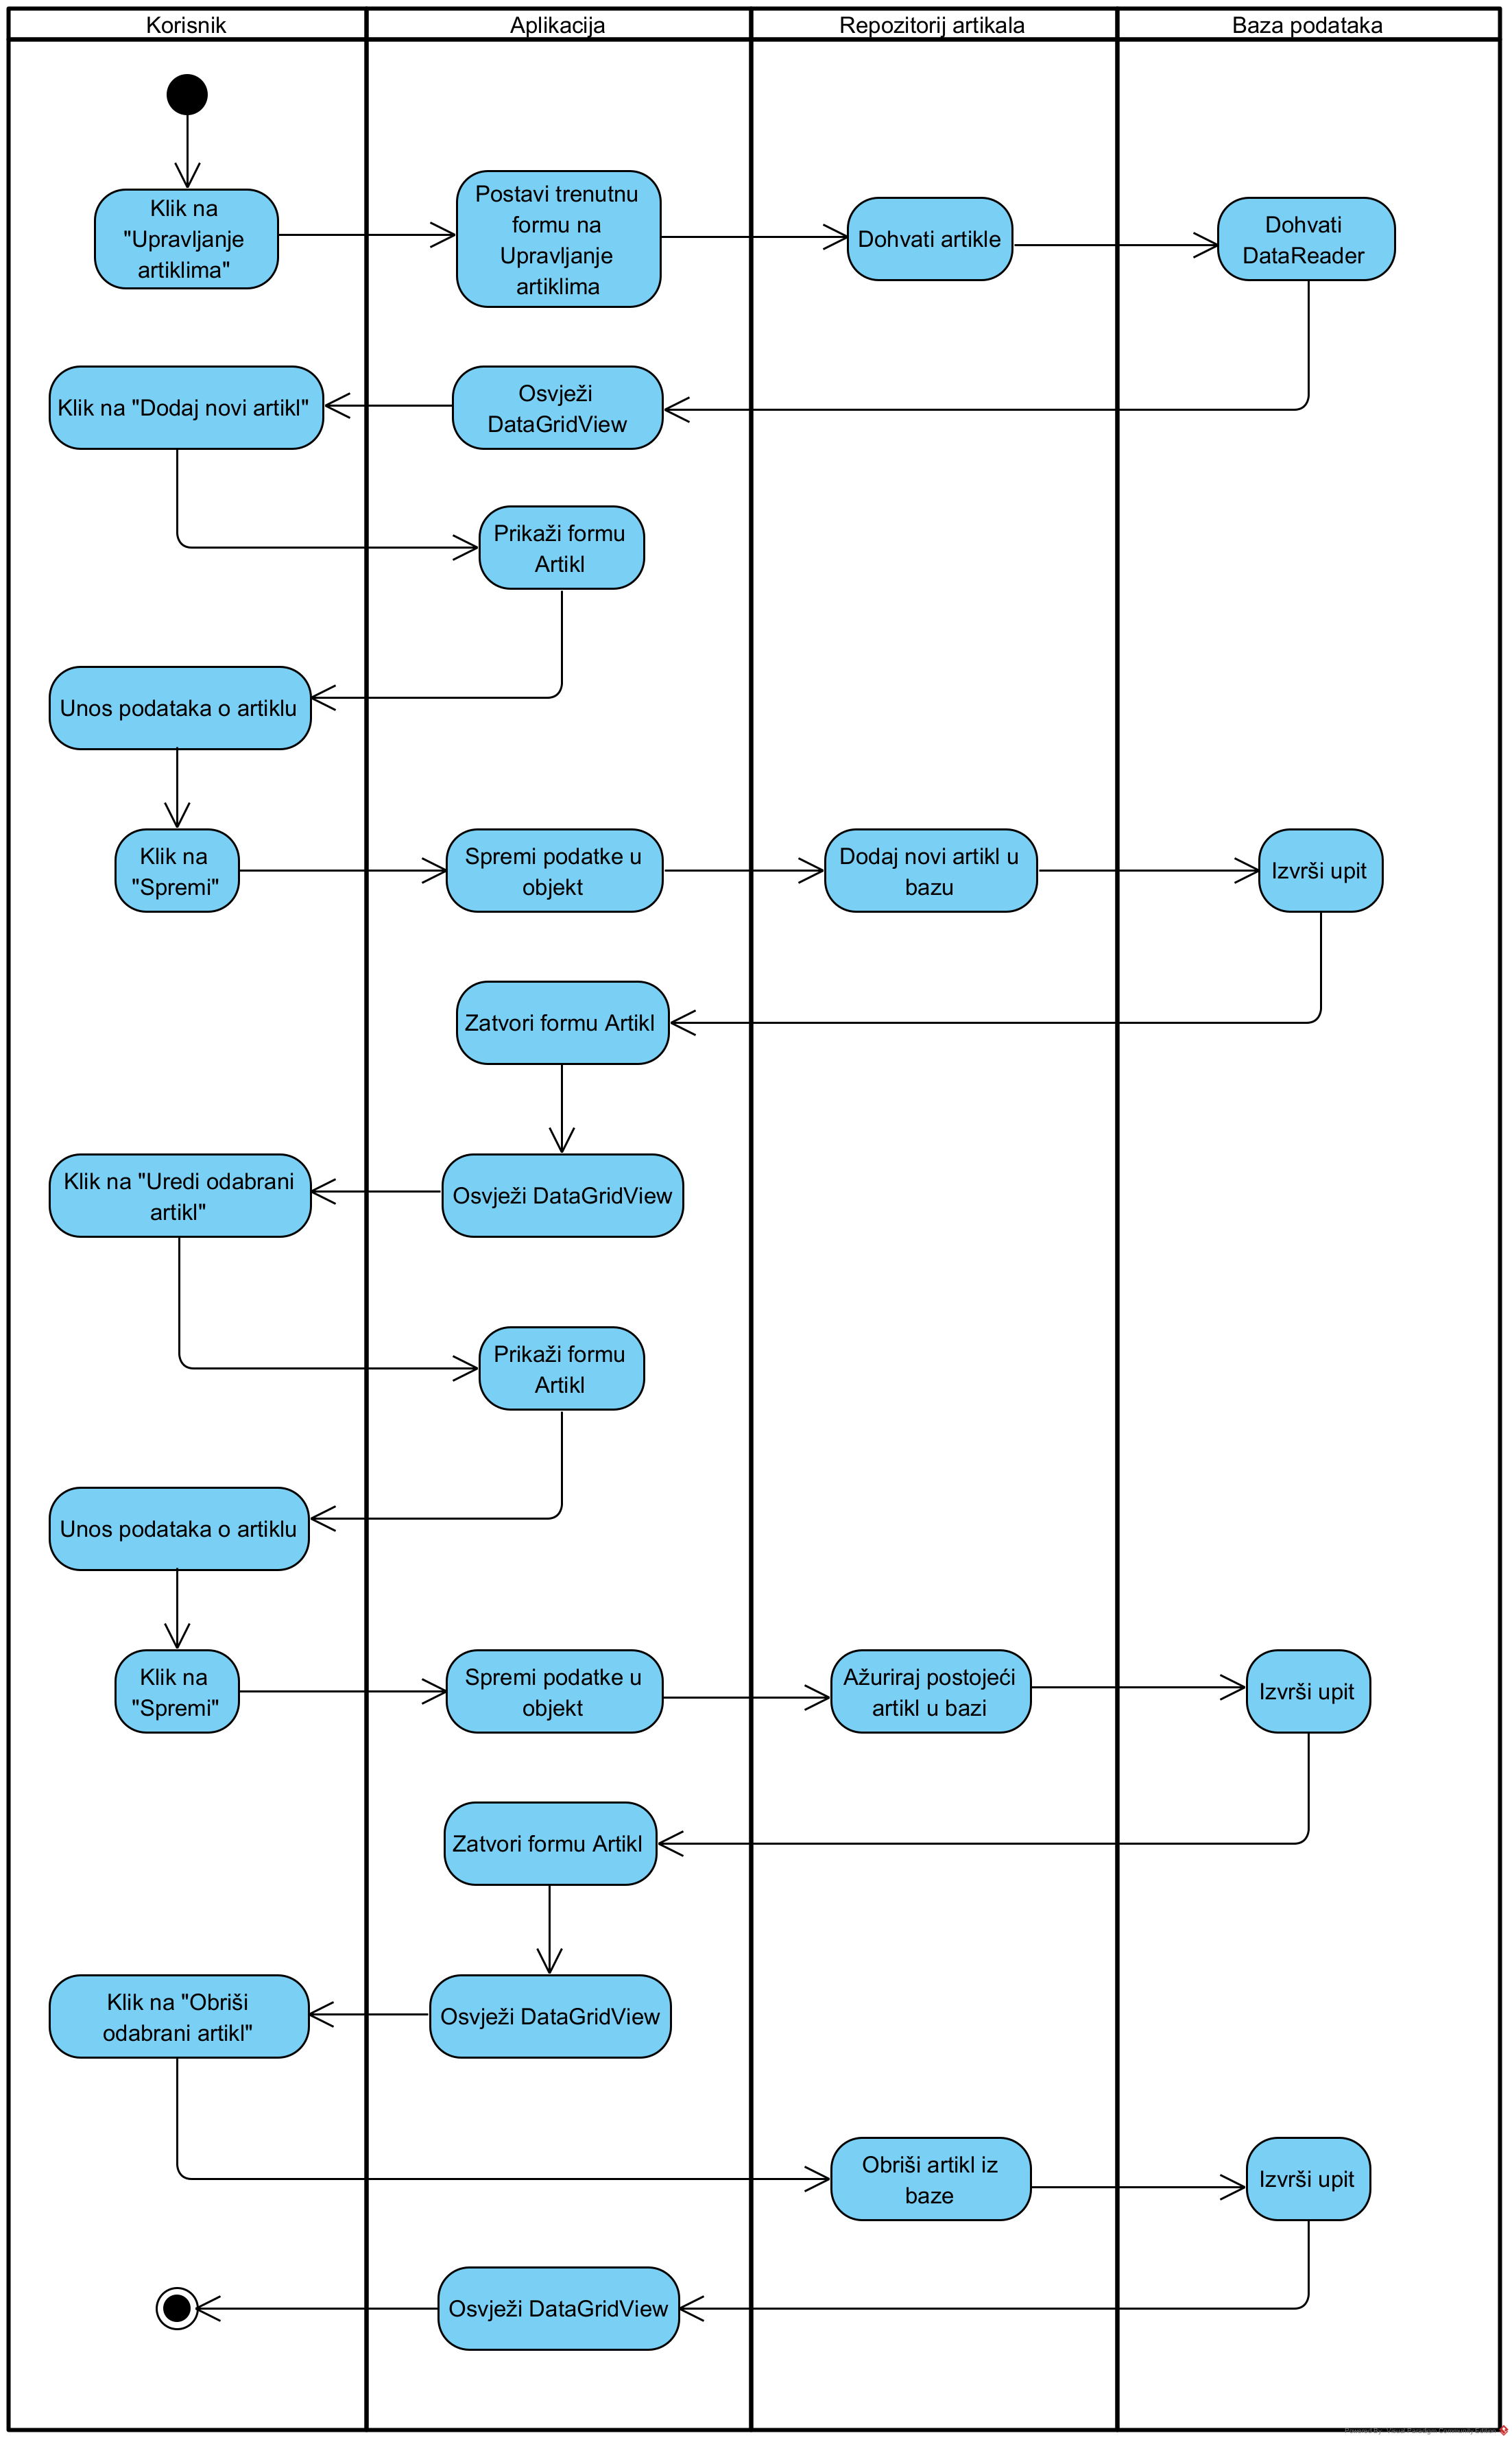 Korisnik
Aplikacija
Repozitorij artikala
Baza podataka
Klik na
"Upravljanje
artiklima"
Postavi trenutnu
formu na
Upravljanje
artiklima
Dohvati artikle
Dohvati
DataReader
Klik na "Dodaj novi artikl"
Osvježi
DataGridView
Prikaži formu
Artikl
Unos podataka o artiklu
Klik na
"Spremi"
Spremi podatke u
objekt
Dodaj novi artikl u
bazu
Izvrši upit
Zatvori formu Artikl
Klik na "Uredi odabrani
artikl"
Osvježi DataGridView
Prikaži formu
Artikl
Unos podataka o artiklu
Klik na
"Spremi"
Spremi podatke u
objekt
Ažuriraj postojeći
artikl u bazi
Izvrši upit
Zatvori formu Artikl
Klik na "Obriši
odabrani artikl"
Osvježi DataGridView
Obriši artikl iz
baze
Izvrši upit
Osvježi DataGridView